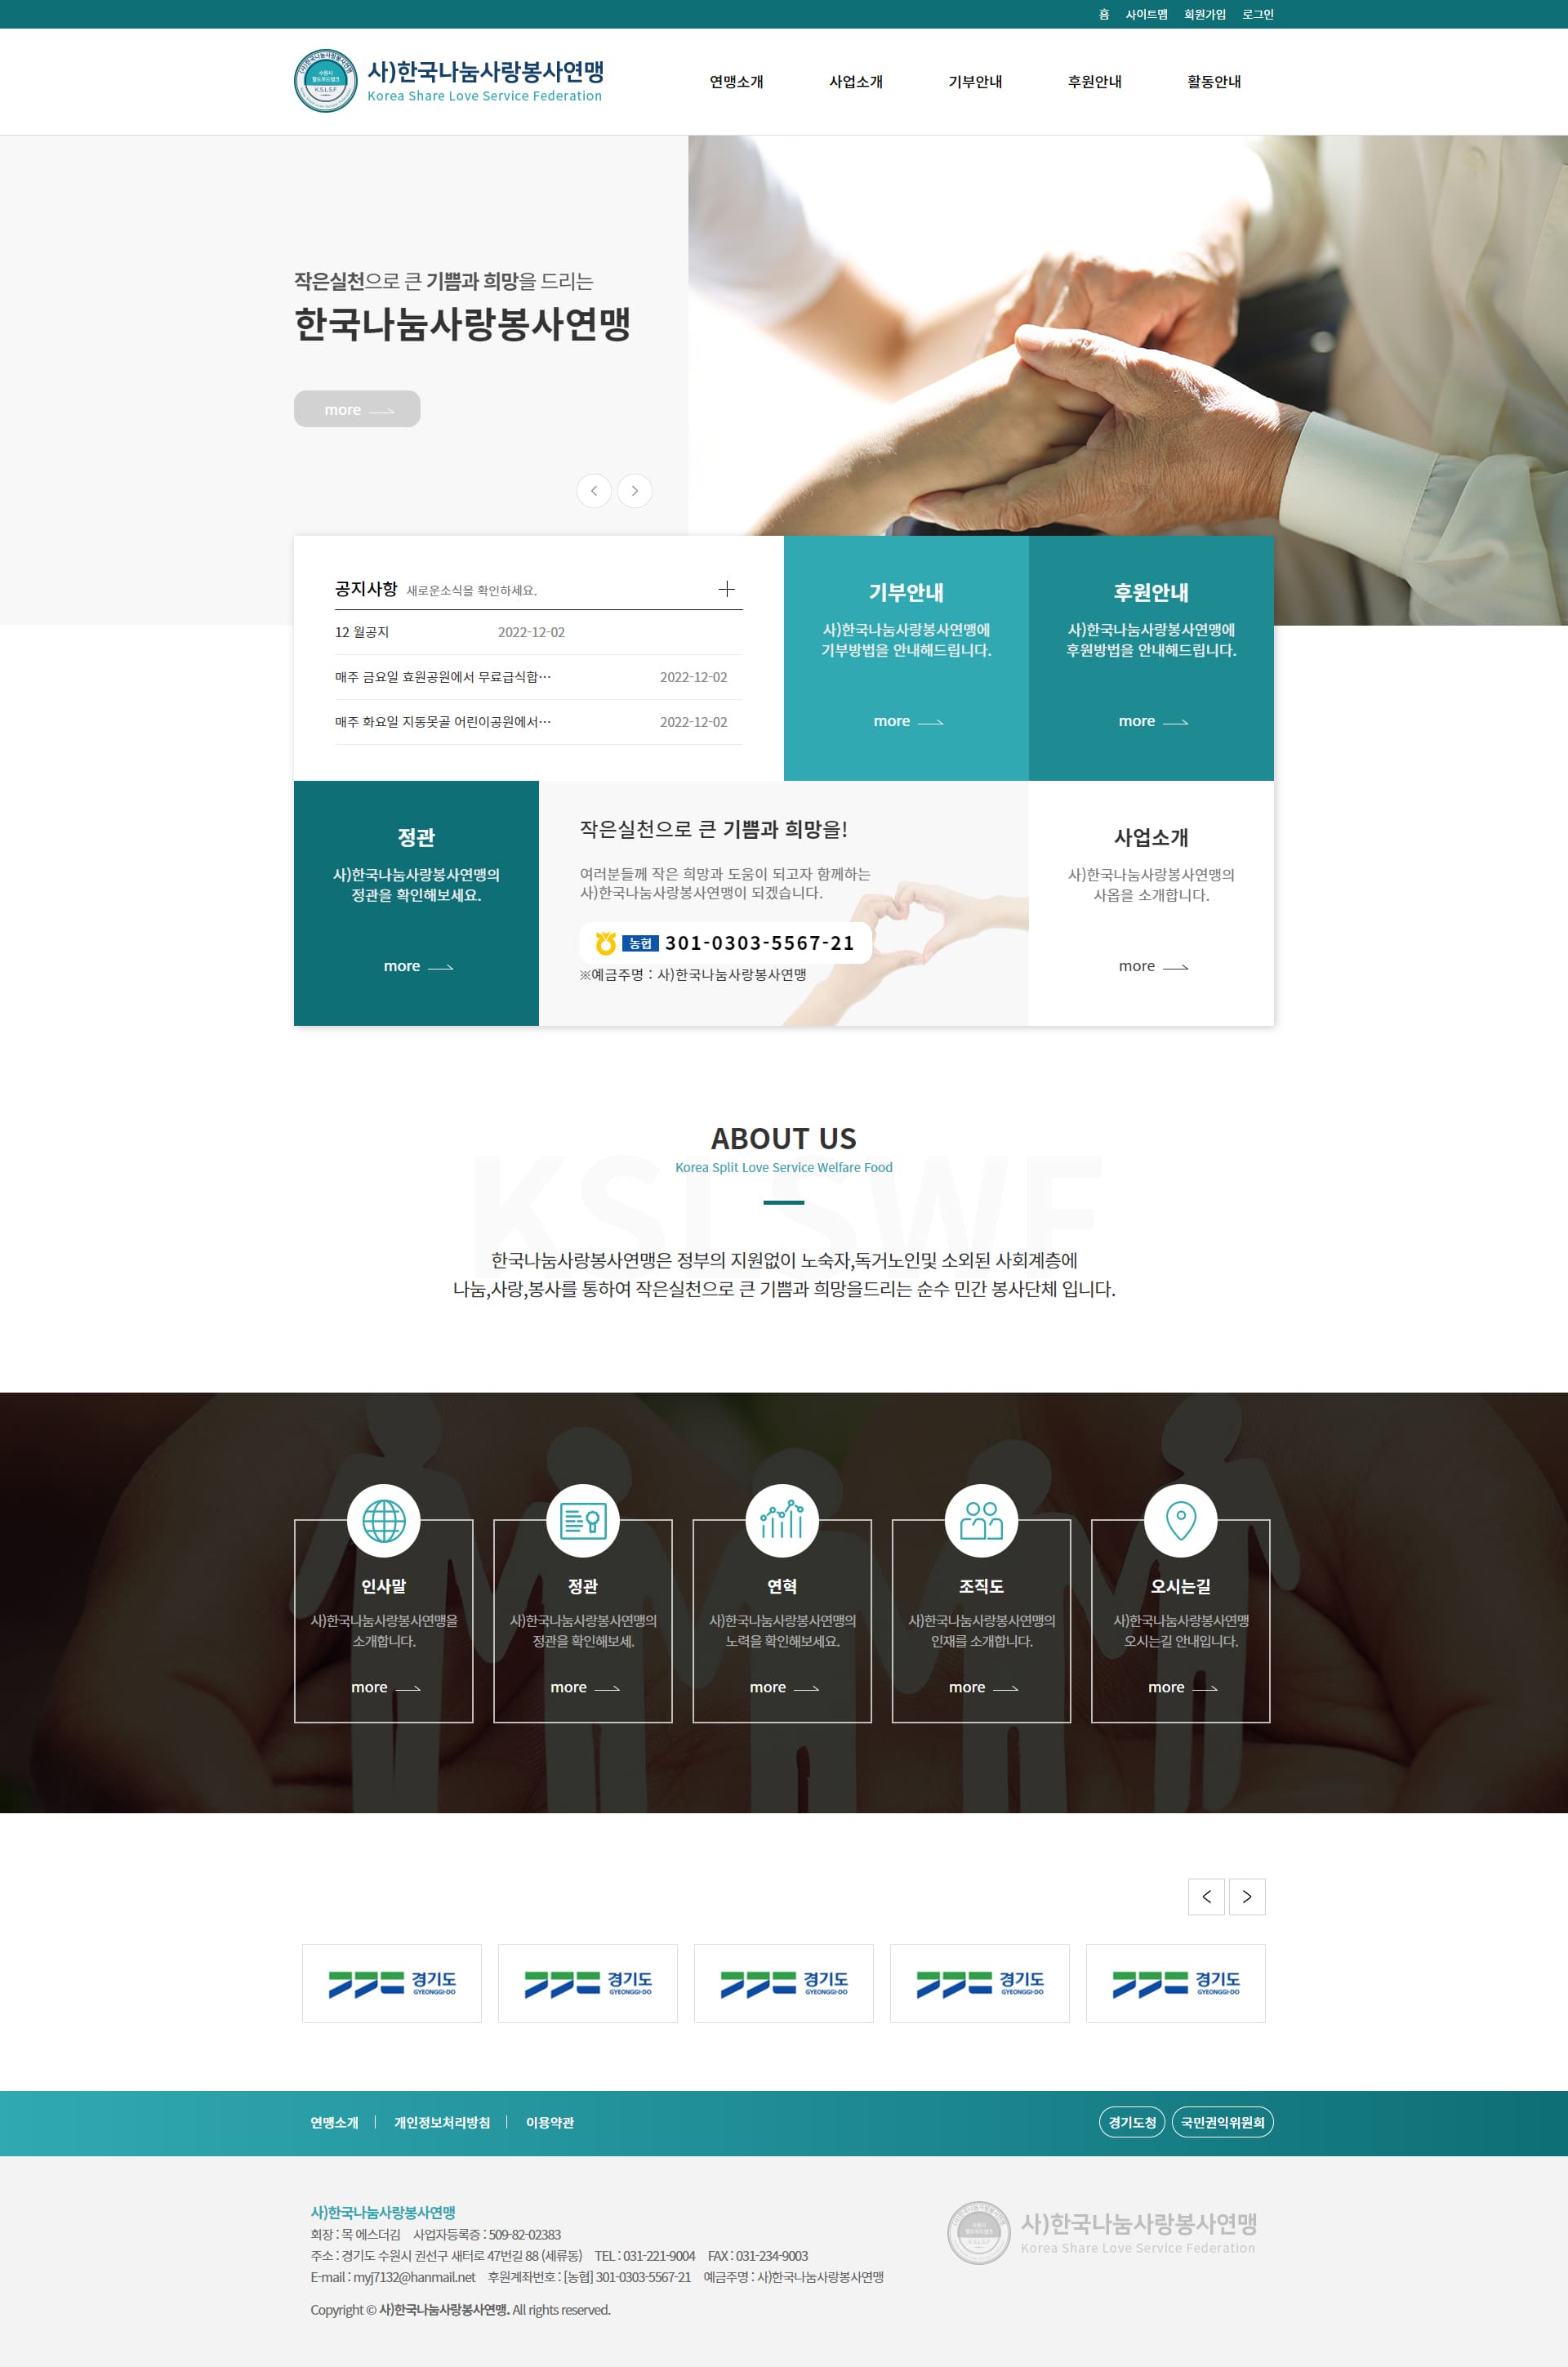 홈 사이트맵 회원가입 로그인
사)한국나눔사랑봉사연맹
Korea Share Love Service Federation
K.S.L.S.F
연맹소개 사업소개 기부안내 후원안내 활동안내
작은실천으로 큰 기쁨과 희망을 드리는
한국나눔사랑봉사연맹
more
공지사항 새로운소식을 확인하세요.
12 월공지 2022-12-02
매주 금요일 효원공원에서 무료급식합… 2022-12-02
매주 화요일 지동못골 어린이공원에서… 2022-12-02
기부안내
사)한국나눔사랑봉사연맹에
기부방법을 안내해드립니다.
more
후원안내
사)한국나눔사랑봉사연맹에
후원방법을 안내해드립니다.
more
정관
사)한국나눔사랑봉사연맹의
정관을 확인해보세요.
more
작은실천으로 큰 기쁨과 희망을!
여러분들께 작은 희망과 도움이 되고자 함께하는
사)한국나눔사랑봉사연맹이 되겠습니다.
농협 301-0303-5567-21
※예금주명 : 사)한국나눔사랑봉사연맹
사업소개
사)한국나눔사랑봉사연맹의
사옵을 소개합니다.
more
ABOUT US
Korea Split Love Service Welfare Food
KSLSWF
한국나눔사랑봉사연맹은 정부의 지원없이 노숙자,독거노인및 소외된 사회계층에
나눔,사랑,봉사를 통하여 작은실천으로 큰 기쁨과 희망을드리는 순수 민간 봉사단체 입니다.
인사말
사)한국나눔사랑봉사연맹을
소개합니다.
more
정관
사)한국나눔사랑봉사연맹의
정관을 확인해보세.
more
연혁
사)한국나눔사랑봉사연맹의
노력을 확인해보세요.
more
조직도
사)한국나눔사랑봉사연맹의
인재를 소개합니다.
more
오시는길
사)한국나눔사랑봉사연맹
오시는길 안내입니다.
more
경기도
GYEONGGI-DO
경기도
GYEONGGI-DO
경기도
GYEONGGI-DO
경기도
GYEONGGI-DO
경기도
GYEONGGI-DO
연맹소개 개인정보처리방침 이용약관 경기도청 국민권익위원회
사)한국나눔사랑봉사연맹
회장 : 목 에스더김 사업자등록증 : 509-82-02383
주소 : 경기도 수원시 권선구 새터로 47번길 88 (세류동) TEL : 031-221-9004 FAX : 031-234-9003
E-mail : myj7132@hanmail.net 후원계좌번호 : [농협] 301-0303-5567-21 예금주명 : 사)한국나눔사랑봉사연맹
Copyright © 사)한국나눔사랑봉사연맹. All rights reserved.
사)한국나눔사랑봉사연맹
Korea Share Love Service Federation